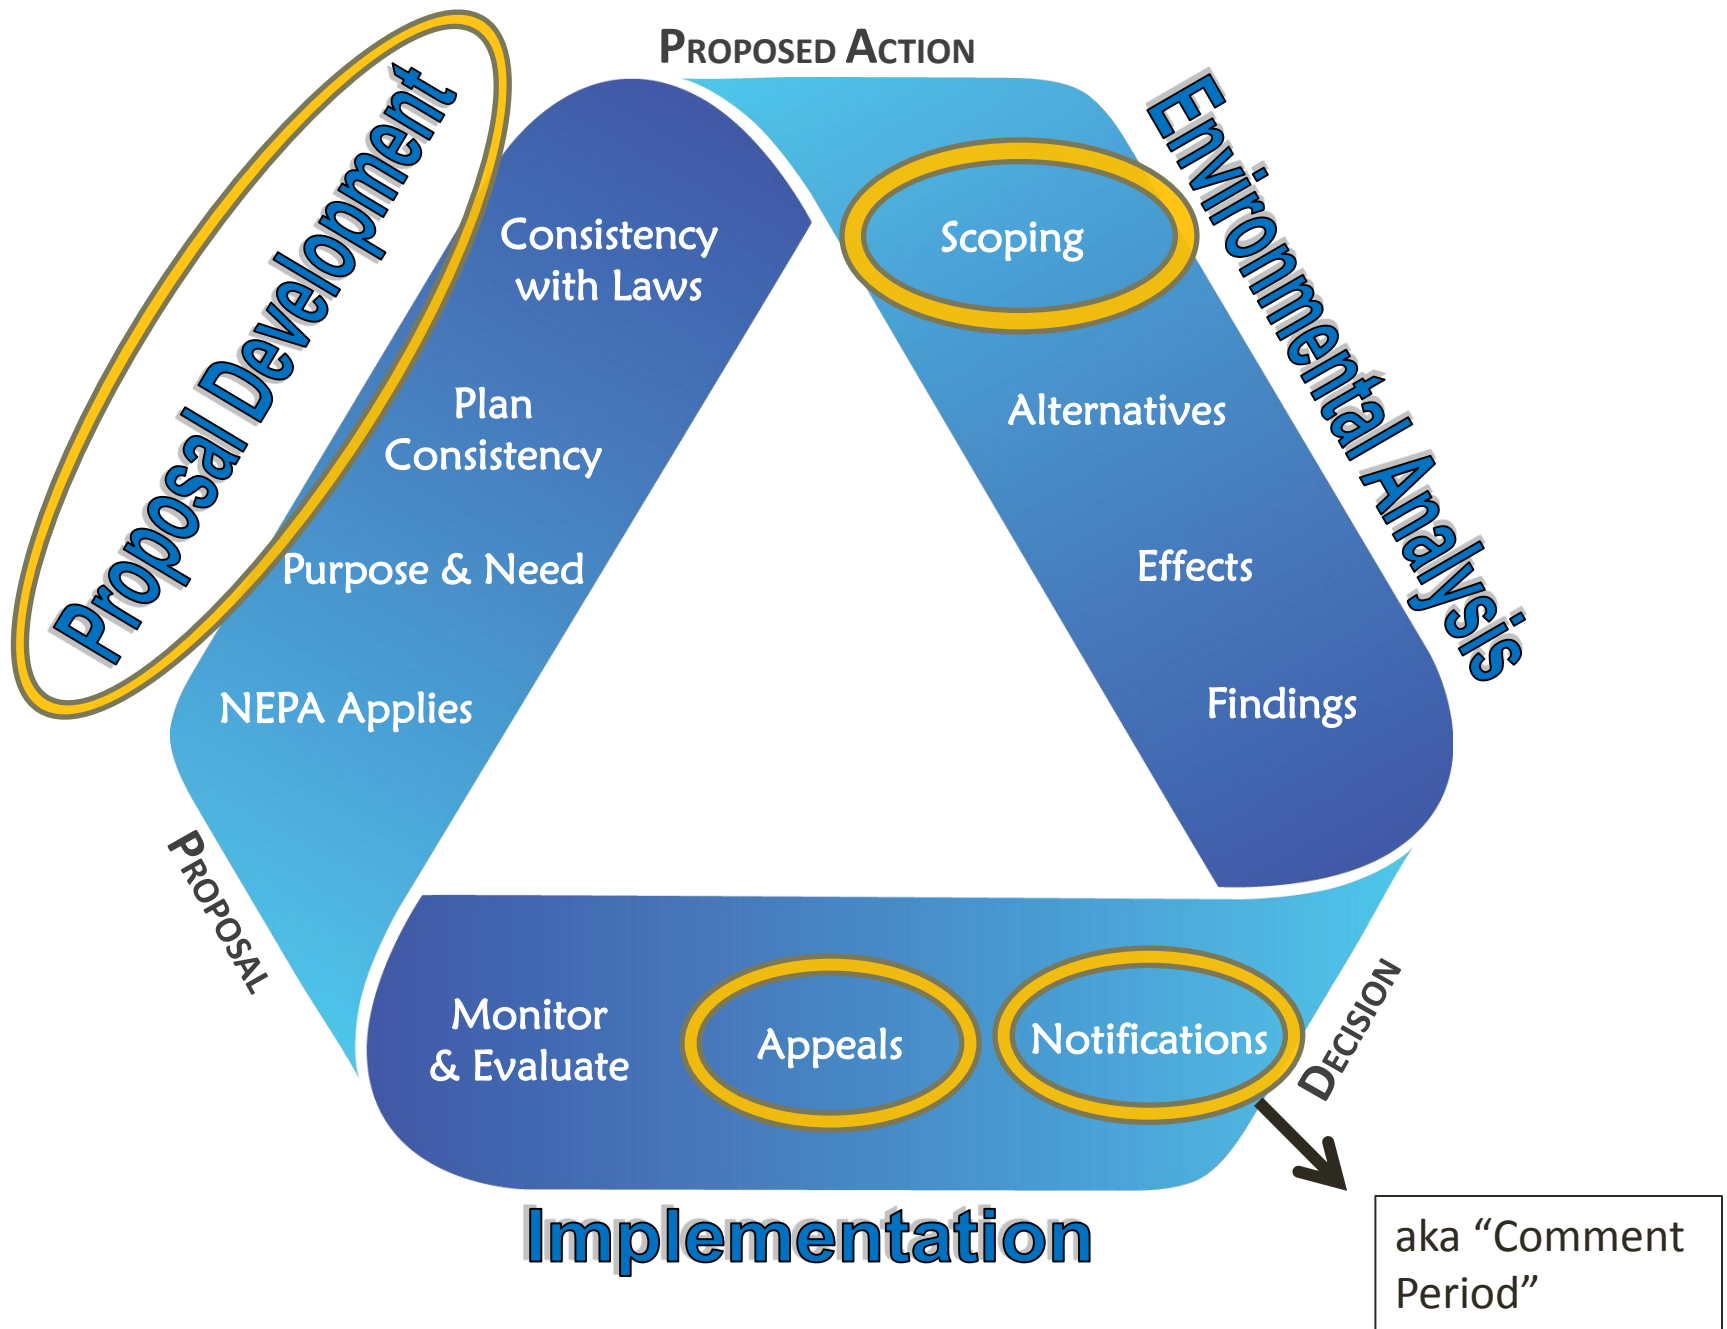 PROPOSED ACTION
Proposal Development
Consistency
with Laws
Plan
Consistency
Purpose & Need
NEPA Applies
PROPOSAL
Environmental Analysis
Scoping
Alternatives
Effects
Findings
DECISION
Monitor
& Evaluate
Appeals
Notifications
Implementation
aka “Comment
Period”